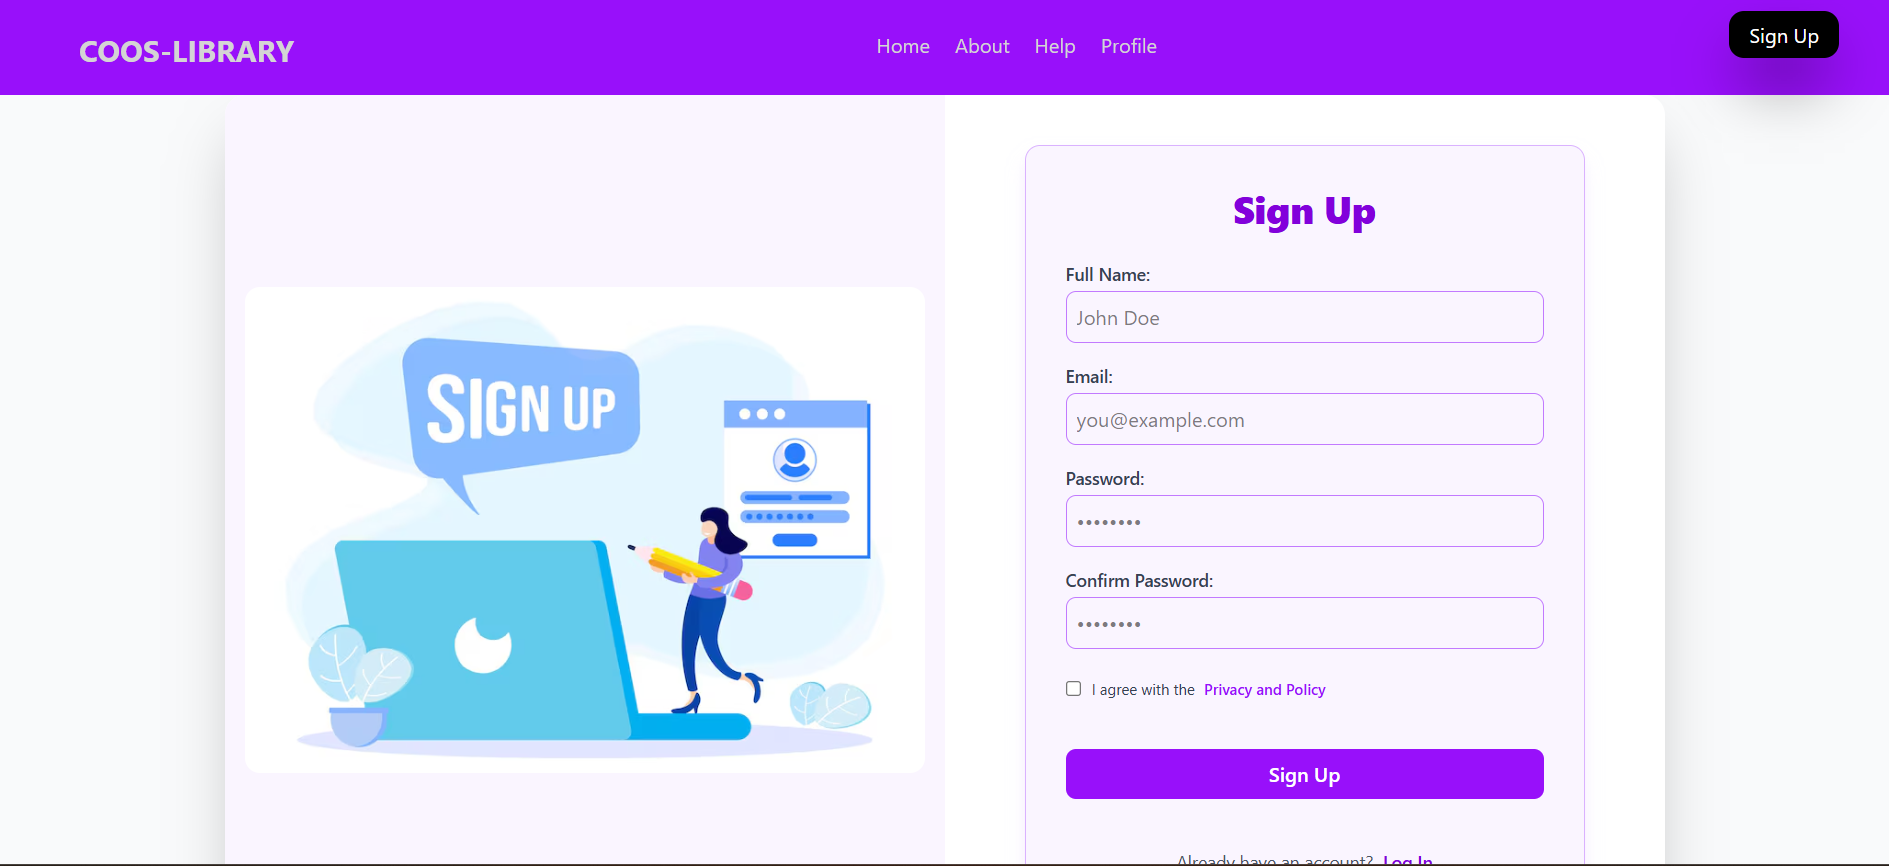 COOS-LIBRARY
Home About Help Profile
Sign Up
SIGN UP
Sign Up
Full Name:
John Doe
Email:
you@example.com
Password:
••••••••
Confirm Password:
••••••••
I agree with the Privacy and Policy
Sign Up
Already have an account? Log In